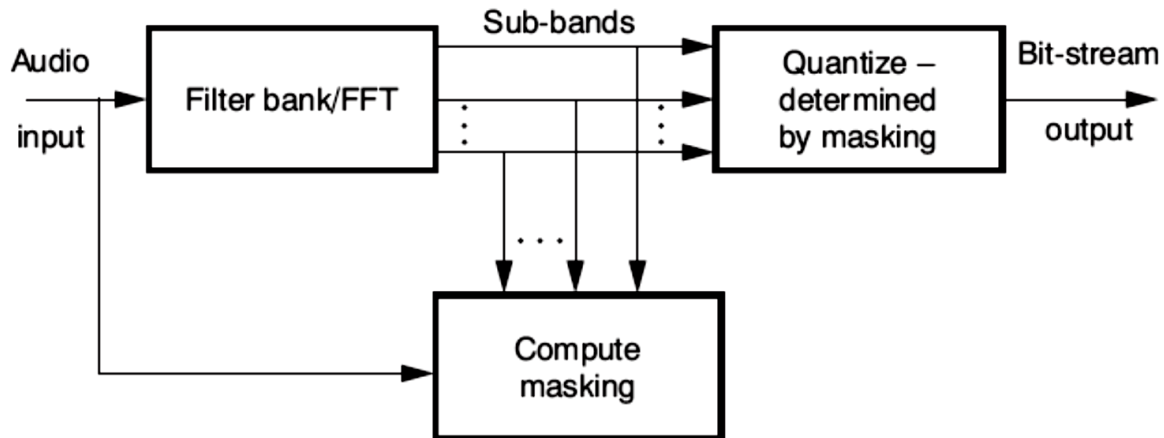 Audio
input
Filter bank/FFT
Sub-bands
Quantize –
determined
by masking
Bit-stream
output
Compute
masking